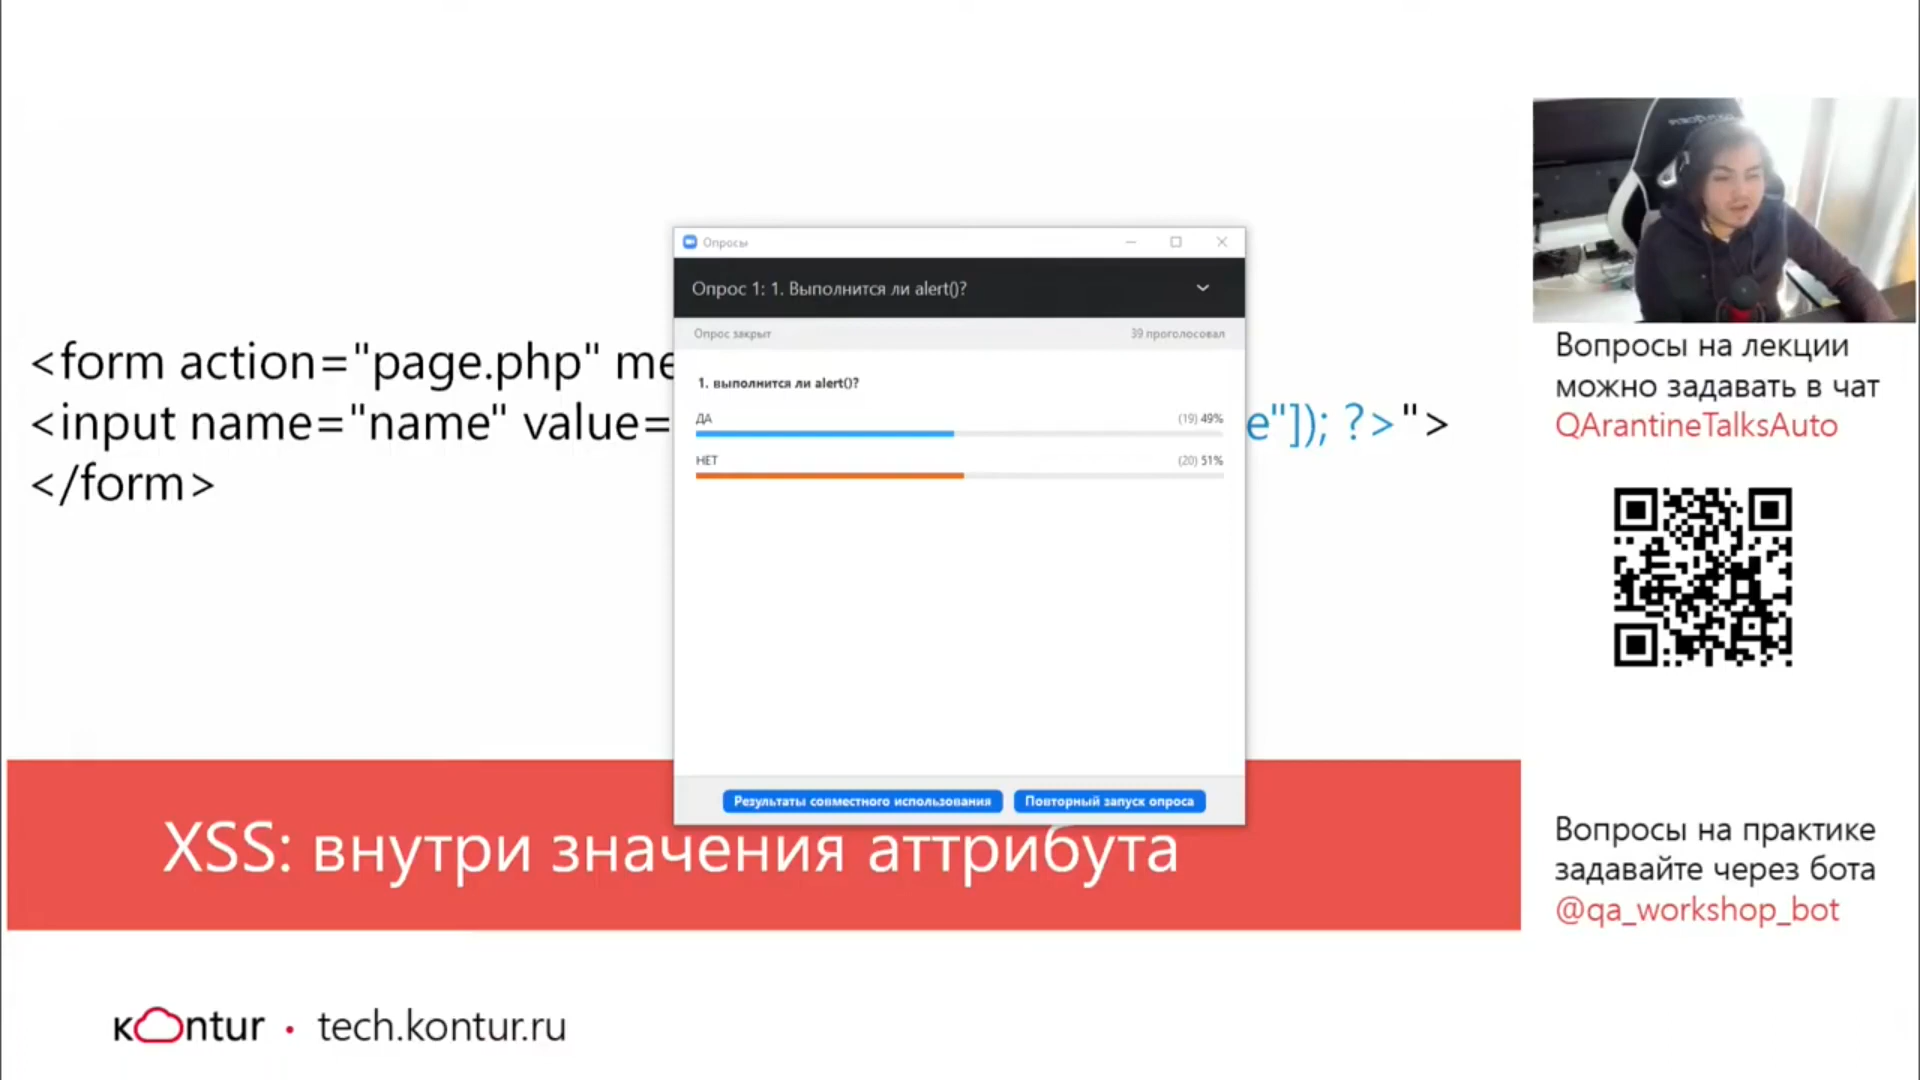 <form action="page.php" me
<input name="name" value=
e"]); ?>">
</form>
Опросы
Опрос 1: 1. Выполнится ли alert()?
Опрос закрыт
39 проголосовал
1. выполнится ли alert()?
ДА
(19) 49%
НЕТ
(20) 51%
Результаты совместного использования
Повторный запуск опроса
XSS: внутри значения аттрибута
Вопросы на лекции
можно задавать в чат
QArantineTalksAuto
Вопросы на практике
задавайте через бота
@qa_workshop_bot
кontur • tech.kontur.ru